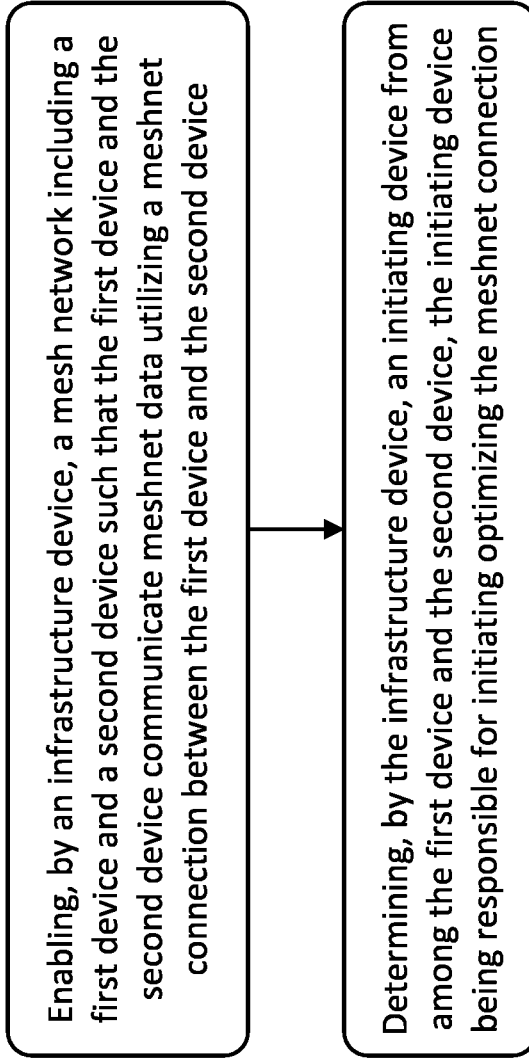 Enabling, by an infrastructure device, a mesh network including a
first device and a second device such that the first device and the
second device communicate meshnet data utilizing a meshnet
connection between the first device and the second device
Determining, by the infrastructure device, an initiating device from
among the first device and the second device, the initiating device
being responsible for initiating optimizing the meshnet connection